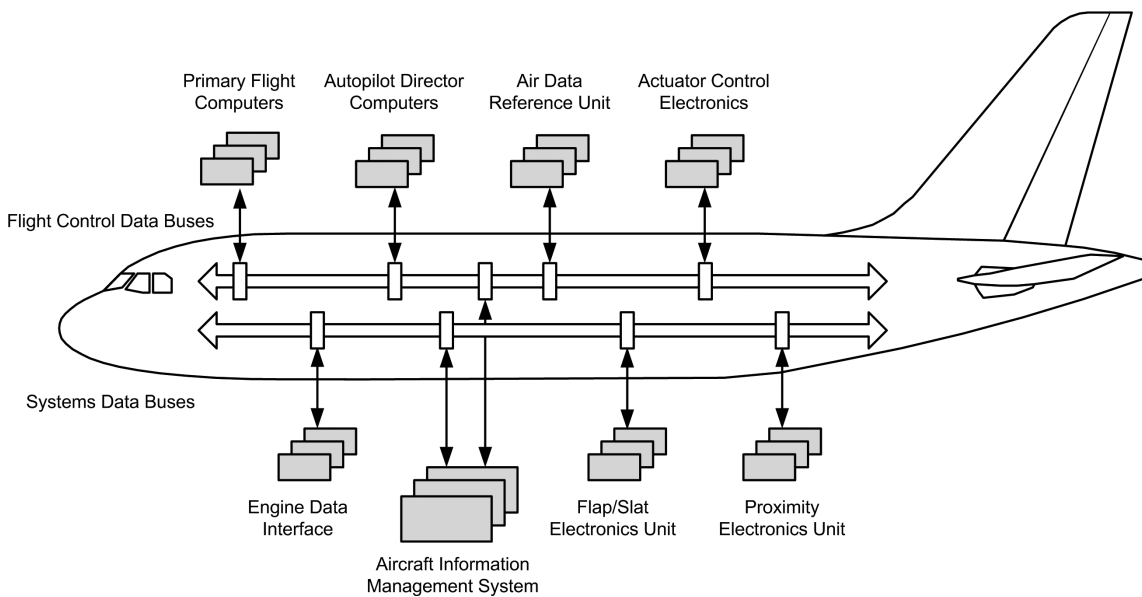 Primary Flight
Computers
Autopilot Director
Computers
Air Data
Reference Unit
Actuator Control
Electronics
Flight Control Data Buses
Systems Data Buses
Engine Data
Interface
Aircraft Information
Management System
Flap/Slat
Electronics Unit
Proximity
Electronics Unit